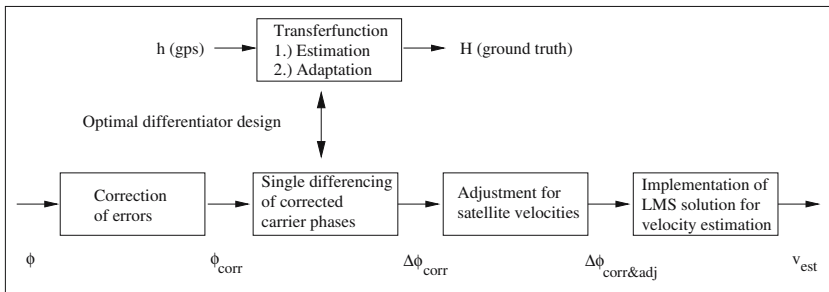 Transferfunction
h (gps)
1.) Estimation
H (ground truth)
2.) Adaptation
Optimal differentiator design
Correction
of errors
Single differencing
of corrected
carrier phases
Adjustment for
satellite velocities
Implementation of
LMS solution for
velocity estimation
ϕ
ϕcorr
Δϕcorr
Δϕcorr&adj
vest